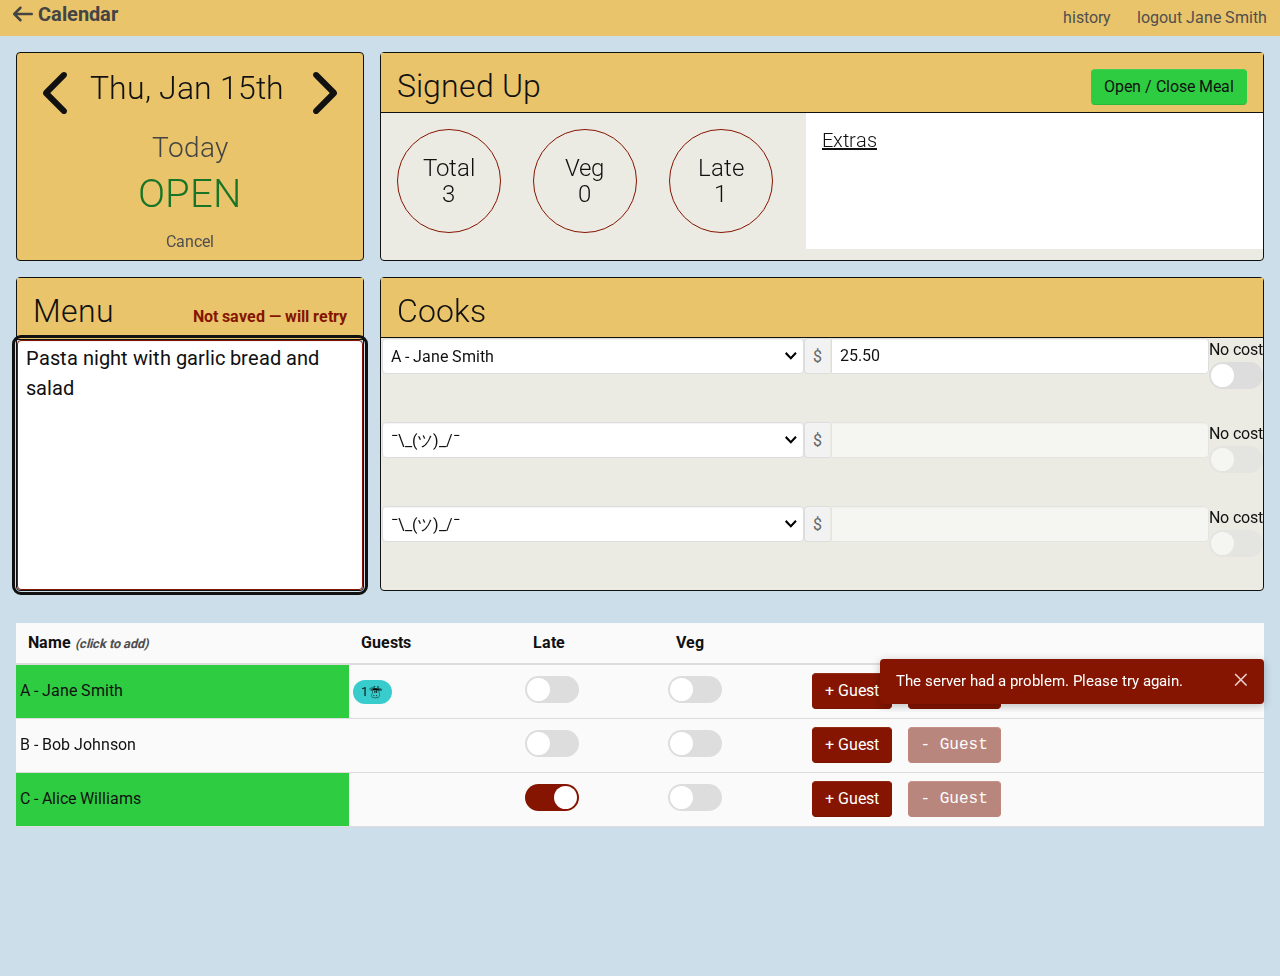 Calendar
history
logout Jane Smith
Thu, Jan 15th
Today
OPEN
Cancel
Signed Up
Open / Close Meal
Total
3
Veg
0
Late
1
Extras
Menu
Not saved — will retry
Pasta night with garlic bread and
salad
Cooks
A - Jane Smith
$
25.50
No cost
¯\_(ツ)_/¯
$
No cost
¯\_(ツ)_/¯
$
No cost
Name (click to add)
Guests
Late
Veg
A - Jane Smith
1
+ Guest
The server had a problem. Please try again.
B - Bob Johnson
+ Guest
- Guest
C - Alice Williams
+ Guest
- Guest